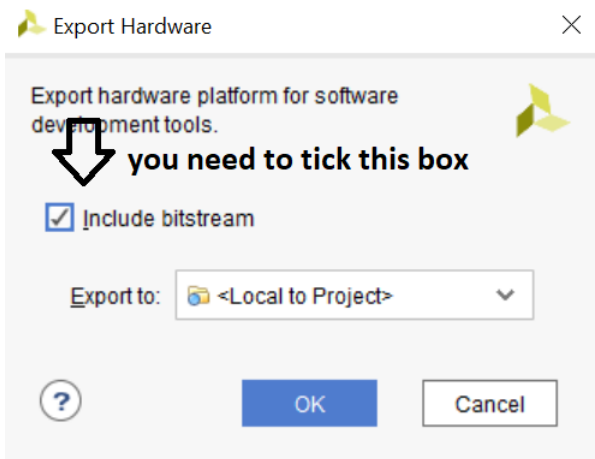 Export Hardware
Export hardware platform for software
development tools.
you need to tick this box
Include bitstream
Export to: <Local to Project>
? OK Cancel